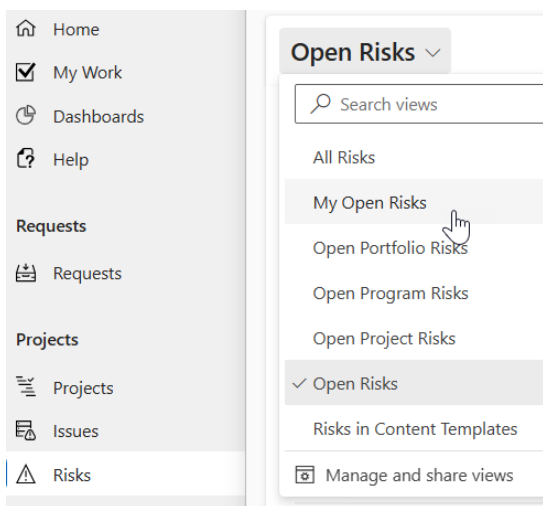 Home
My Work
Dashboards
Help
Requests
Requests
Projects
Projects
Issues
Risks
Open Risks
Search views
All Risks
My Open Risks
Open Portfolio Risks
Open Program Risks
Open Project Risks
Open Risks
Risks in Content Templates
Manage and share views